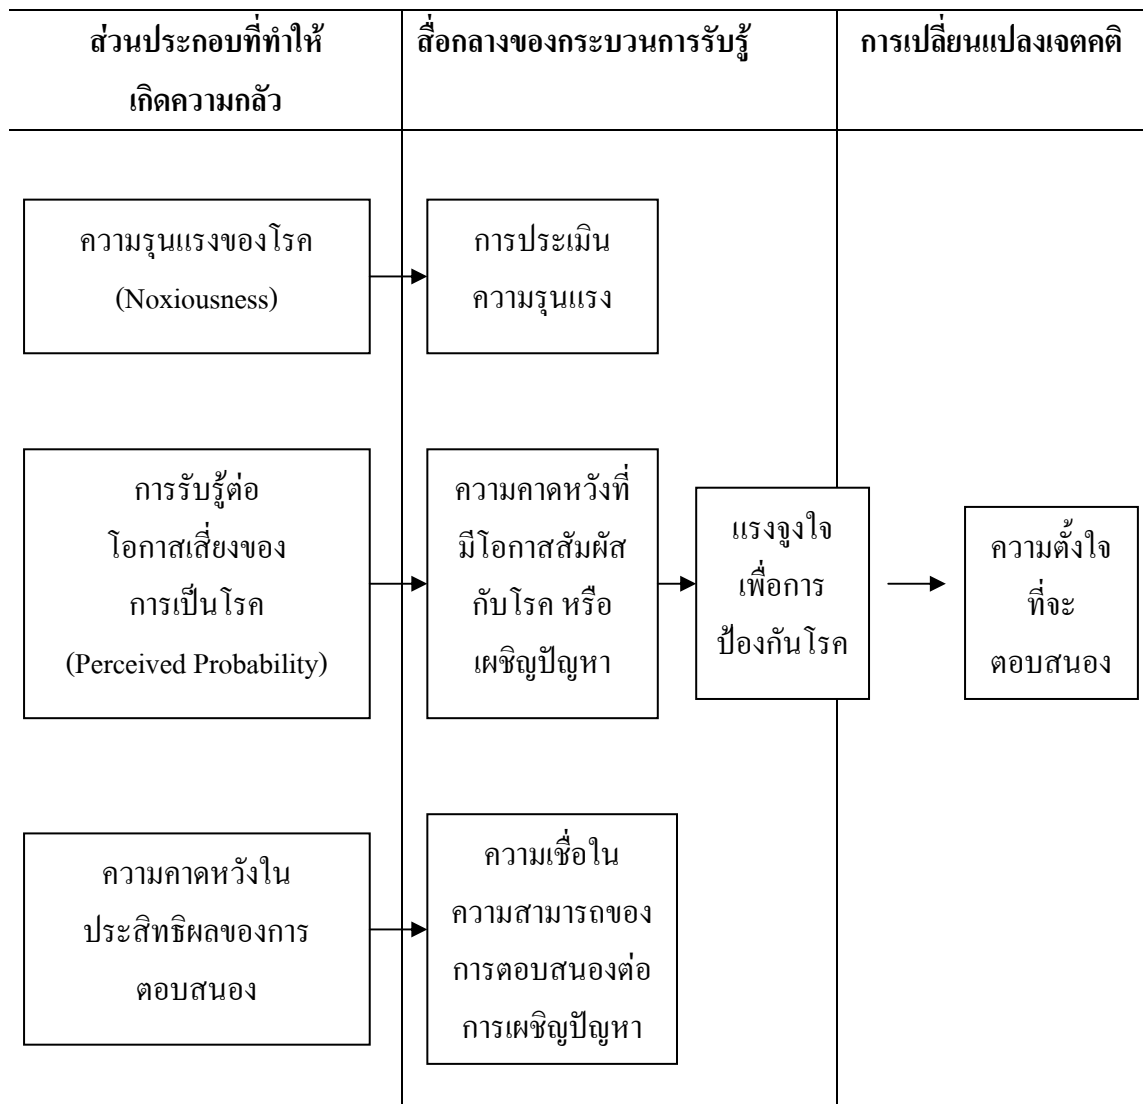 ส่วนประกอบที่ทำให้
เกิดความกลัว
สื่อกลางของกระบวนการรับรู้
การเปลี่ยนแปลงเจตคติ
ความรุนแรงของโรค
(Noxiousness)
การประเมิน
ความรุนแรง
การรับรู้ต่อ
โอกาสเสี่ยงของ
การเป็นโรค
(Perceived Probability)
ความคาดหวังที่
มีโอกาสสัมผัส
กับโรค หรือ
เผชิญปัญหา
แรงจูงใจ
เพื่อการ
ป้องกันโรค
ความตั้งใจ
ที่จะ
ตอบสนอง
ความคาดหวังใน
ประสิทธิผลของการ
ตอบสนอง
ความเชื่อใน
ความสามารถของ
การตอบสนองต่อ
การเผชิญปัญหา